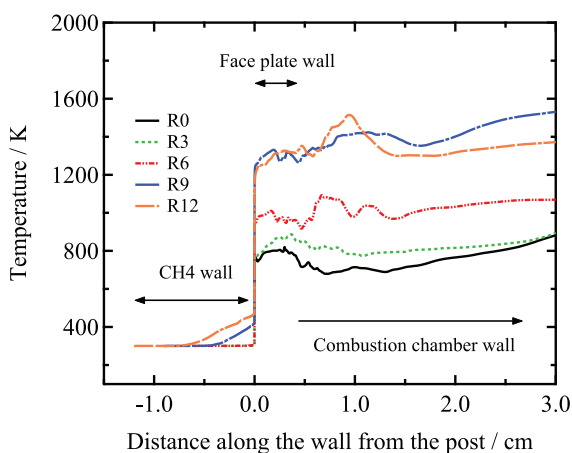 2000
1600
1200
800
400
Temperature / K
Face plate wall
R0
R3
R6
R9
R12
CH4 wall
Combustion chamber wall
-1.0
0.0
1.0
2.0
3.0
Distance along the wall from the post / cm